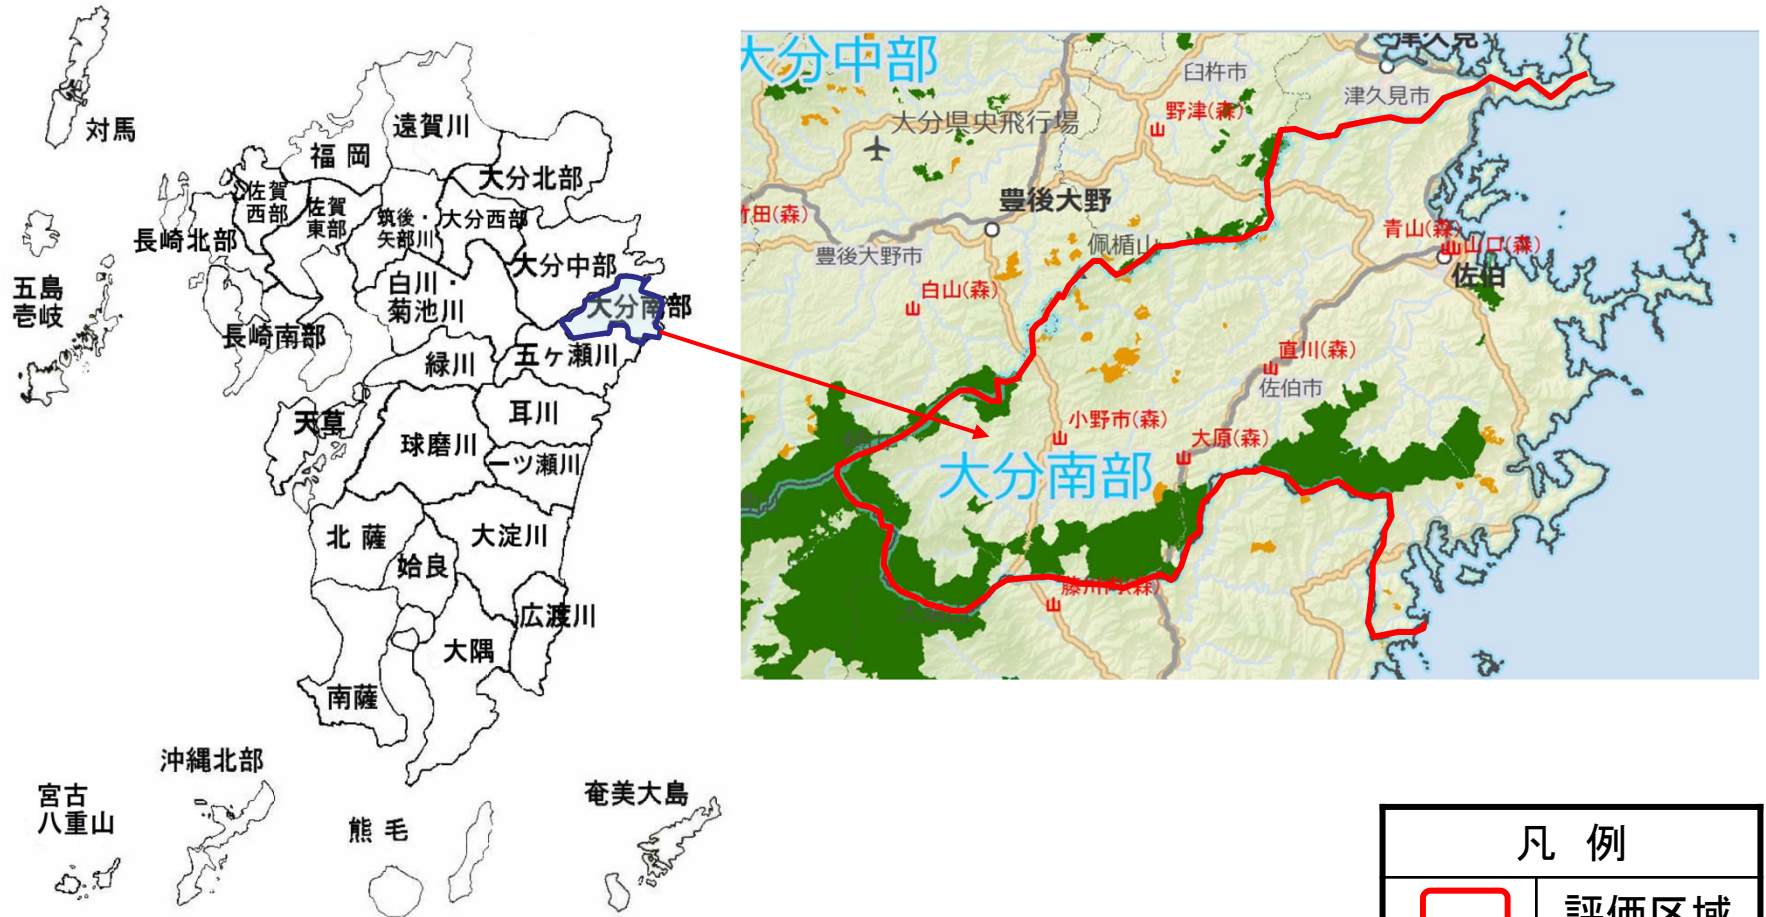 対馬
遠賀川
福岡
大分北部
佐賀
西部
佐賀
東部
筑後・
矢部川
大分西部
長崎北部
大分中部
白川・
菊池川
大分南部
五島
壱岐
長崎南部
緑川
五ヶ瀬川
天草
球磨川
耳川
一ツ瀬川
北薩
姶良
大淀川
広渡川
大隅
南薩
沖縄北部
宮古
八重山
熊毛
奄美大島
大分中部
津久見
臼杵市
津久見市
野津(森)
大分県央飛行場
豊後大野
竹田(森)
佩楯山
青山(森)
山口(森)
豊後大野市
佐伯
白山(森)
直川(森)
佐伯市
小野市(森)
大原(森)
大分南部
凡例
評価区域